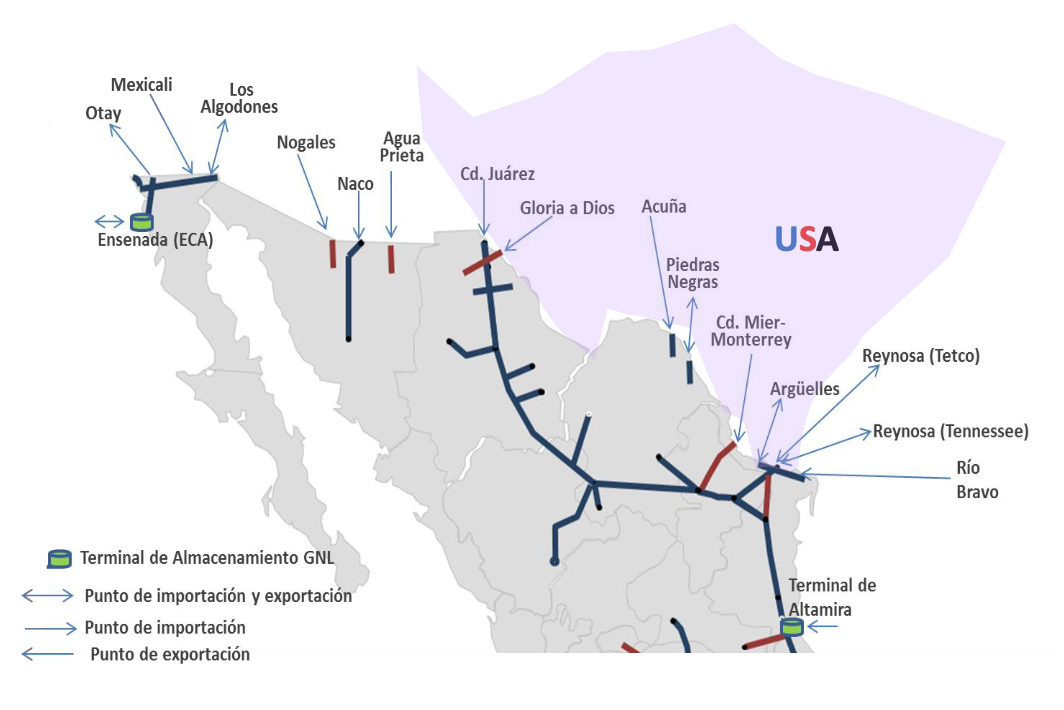 Mexicali
Los
Algodones
Otay
Nogales
Agua
Prieta
Naco
Cd. Juárez
Gloria a Dios
Acuña
USA
Ensenada (ECA)
Piedras
Negras
Cd. Mier-
Monterrey
Reynosa (Tetco)
Argüelles
Reynosa (Tennessee)
Río
Bravo
Terminal de Almacenamiento GNL
Terminal de
Altamira
Punto de importación y exportación
Punto de importación
Punto de exportación